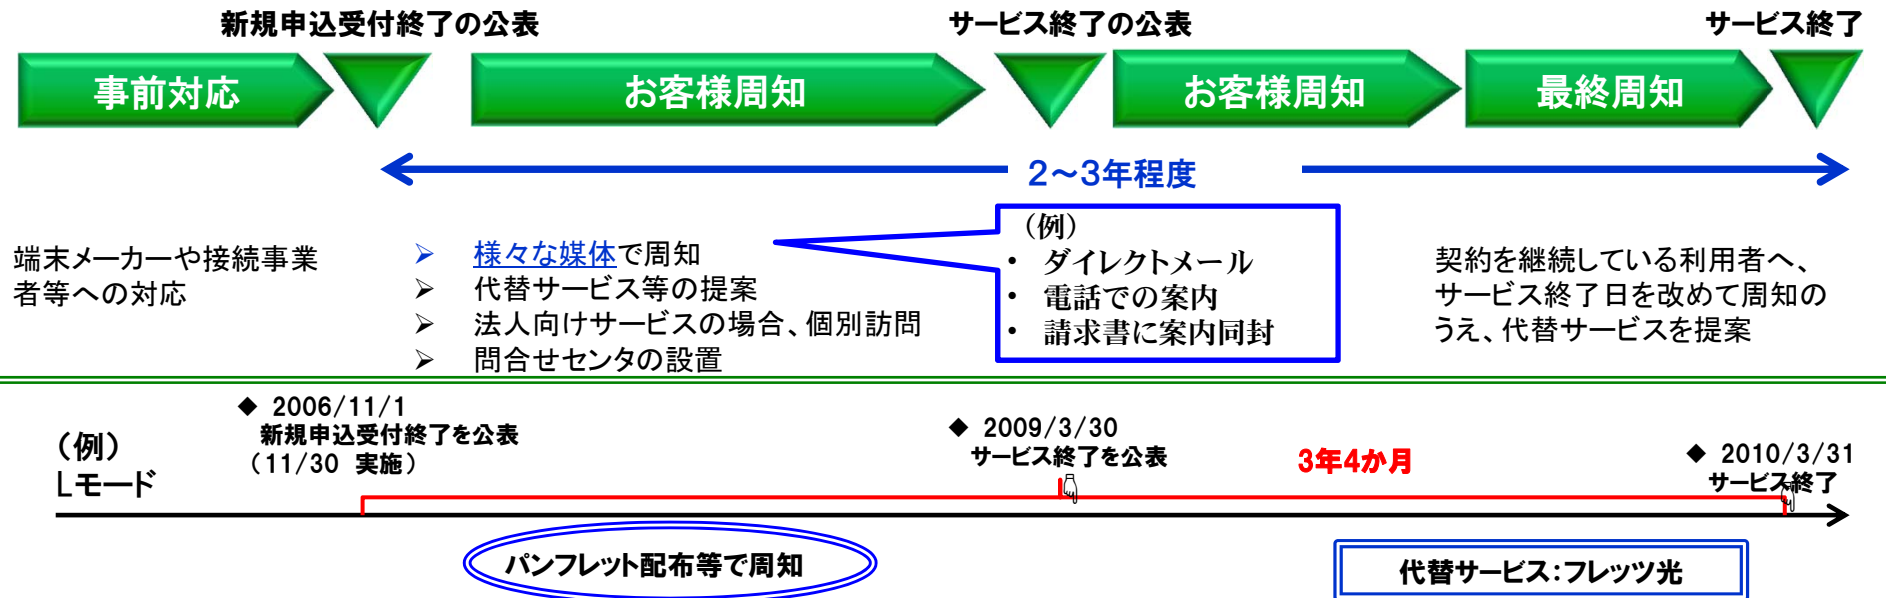 新規申込受付終了の公表
サービス終了の公表
サービス終了
事前対応
お客様周知
お客様周知
最終周知
2～3年程度
端末メーカーや接続事業
者等への対応
➢ 様々な媒体で周知
➢ 代替サービス等の提案
➢ 法人向けサービスの場合、個別訪問
➢ 問合せセンタの設置
（例）
• ダイレクトメール
• 電話での案内
• 請求書に案内同封
契約を継続している利用者へ、
サービス終了日を改めて周知の
うえ、代替サービスを提案
（例）
Lモード
◆ 2006/11/1
新規申込受付終了を公表
（11/30 実施）
◆ 2009/3/30
サービス終了を公表
3年4か月
◆ 2010/3/31
サービス終了
パンフレット配布等で周知
代替サービス：フレッツ光